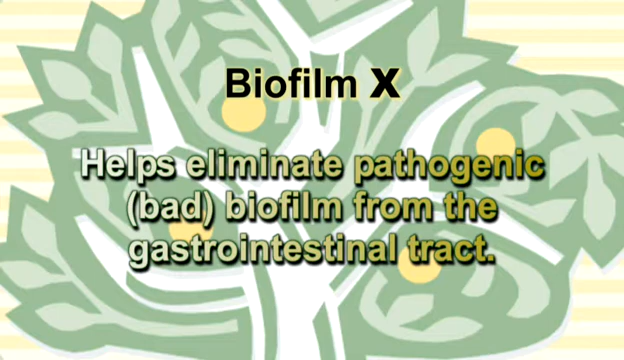 Biofilm X
Helps eliminate pathogenic
(bad) biofilm from the
gastrointestinal tract.